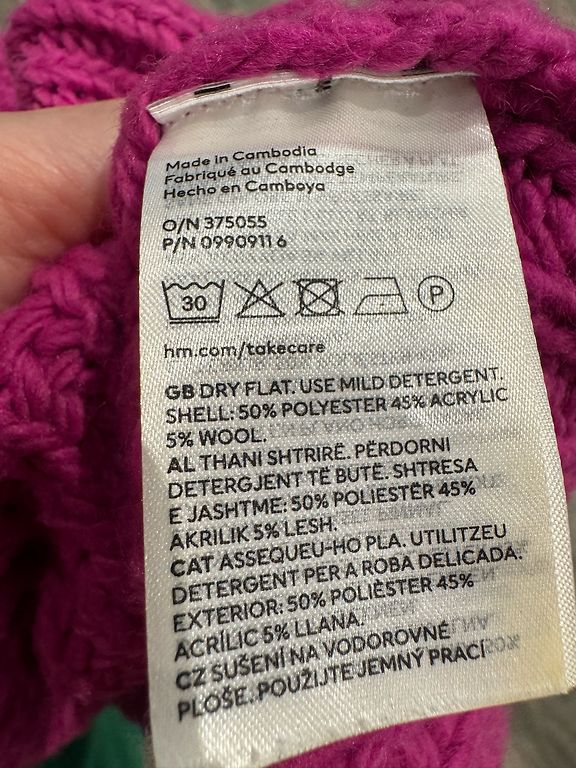 Made in Cambodia
Fabriqué au Cambodge
Hecho en Camboya
O/N 375055
P/N 0990911 6
30
P
hm.com/takecare
GB DRY FLAT. USE MILD DETERGENT.
SHELL: 50% POLYESTER 45% ACRYLIC
5% WOOL.
AL THANI SHTRIRË. PËRDORNI
DETERGJENT TË BUTË. SHTRESA
E JASHTME: 50% POLIESTËR 45%
AKRILIK 5% LESH.
CAT ASSEQUEU-HO PLA. UTILITZEU
DETERGENT PER A ROBA DELICADA.
EXTERIOR: 50% POLIÈSTER 45%
ACRÍLIC 5% LLANA.
CZ SUŠENÍ NA VODOROVNÉ
PLOŠE. POUŽIJTE JEMNÝ PRACÍ